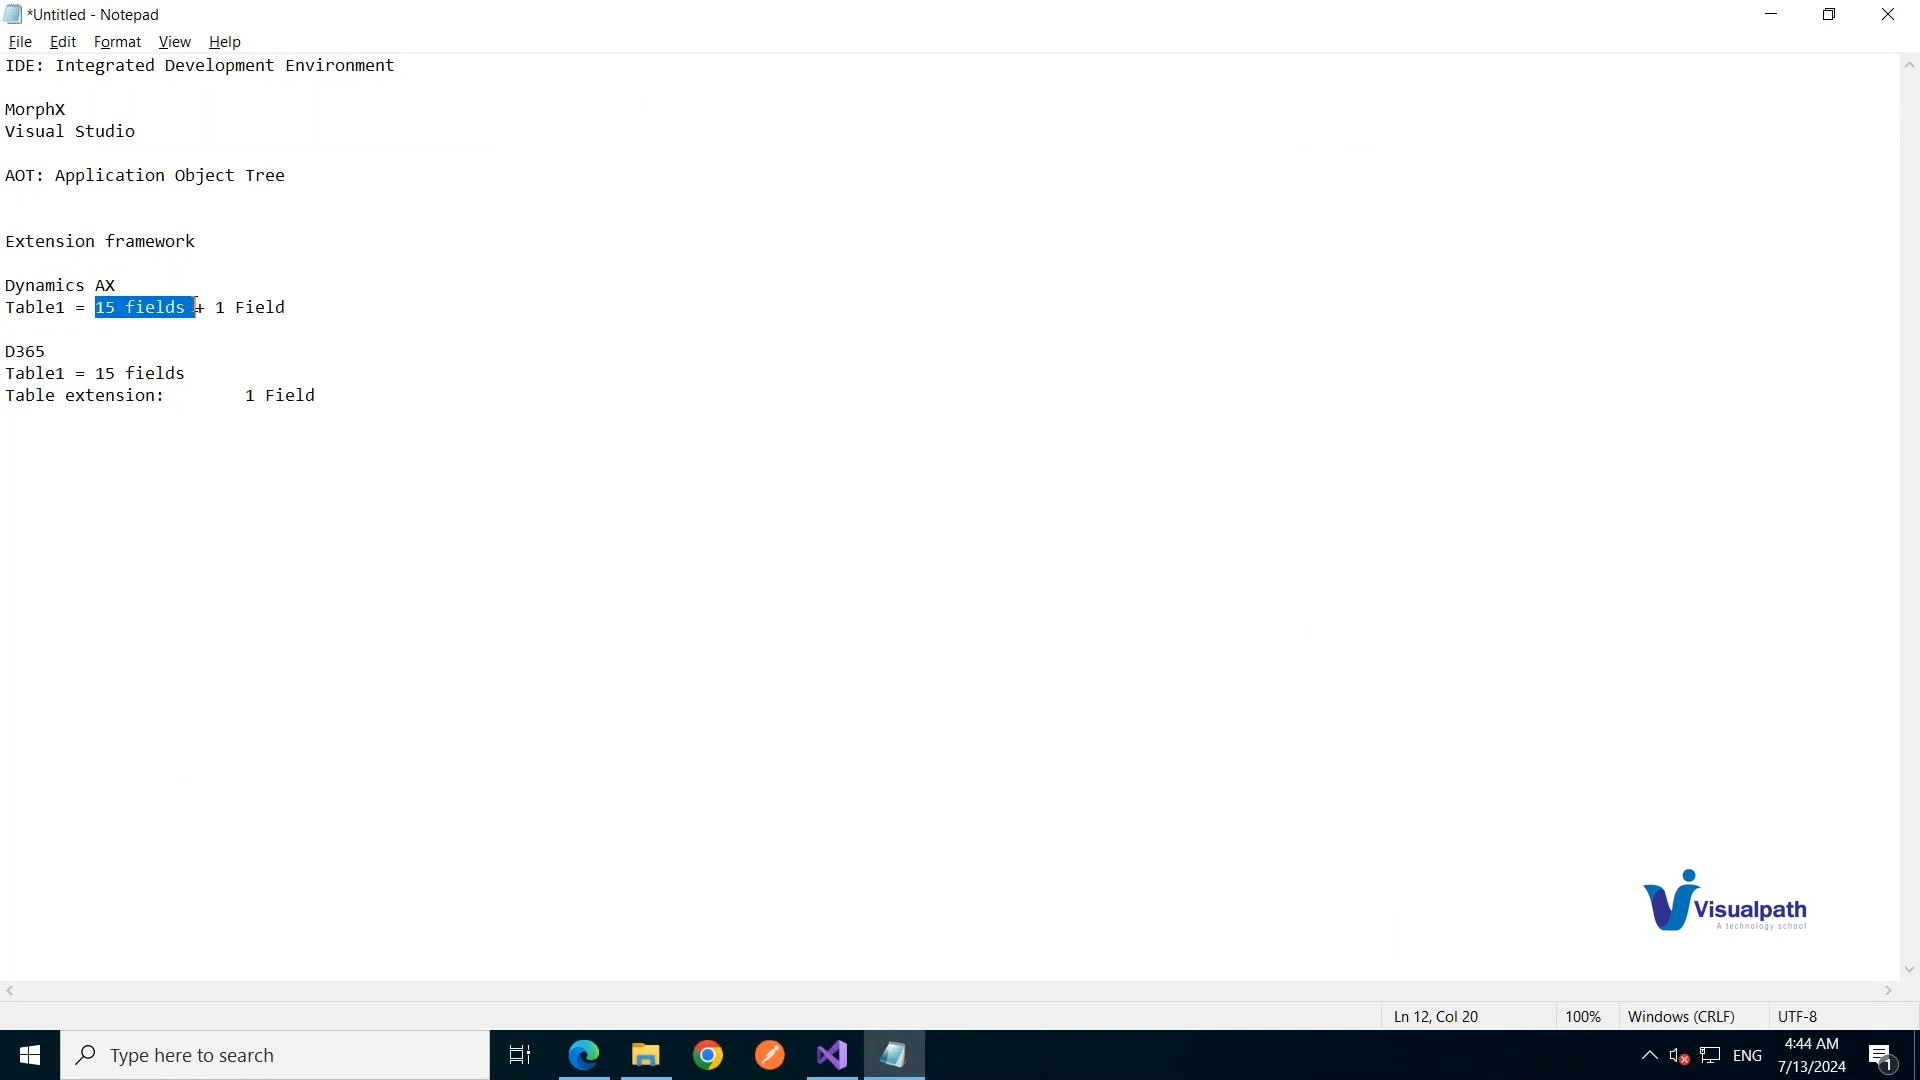 *Untitled - Notepad
File Edit Format View Help
IDE: Integrated Development Environment
MorphX
Visual Studio
AOT: Application Object Tree
Extension framework
Dynamics AX
Table1 = 15 fields + 1 Field
D365
Table1 = 15 fields
Table extension: 1 Field
Visualpath
A technology school
Ln 12, Col 20 100% Windows (CRLF) UTF-8
Type here to search
ENG
4:44 AM
7/13/2024
1